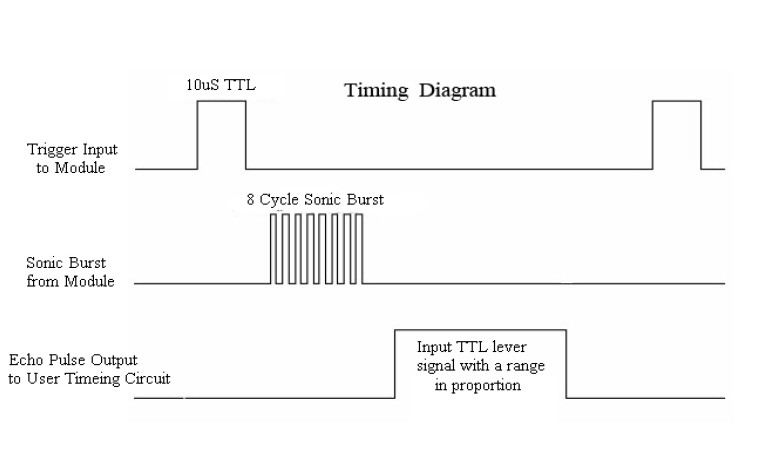 10uS TTL
Timing Diagram
Trigger Input
to Module
8 Cycle Sonic Burst
Sonic Burst
from Module
Echo Pulse Output
to User Timeing Circuit
Input TTL lever
signal with a range
in proportion